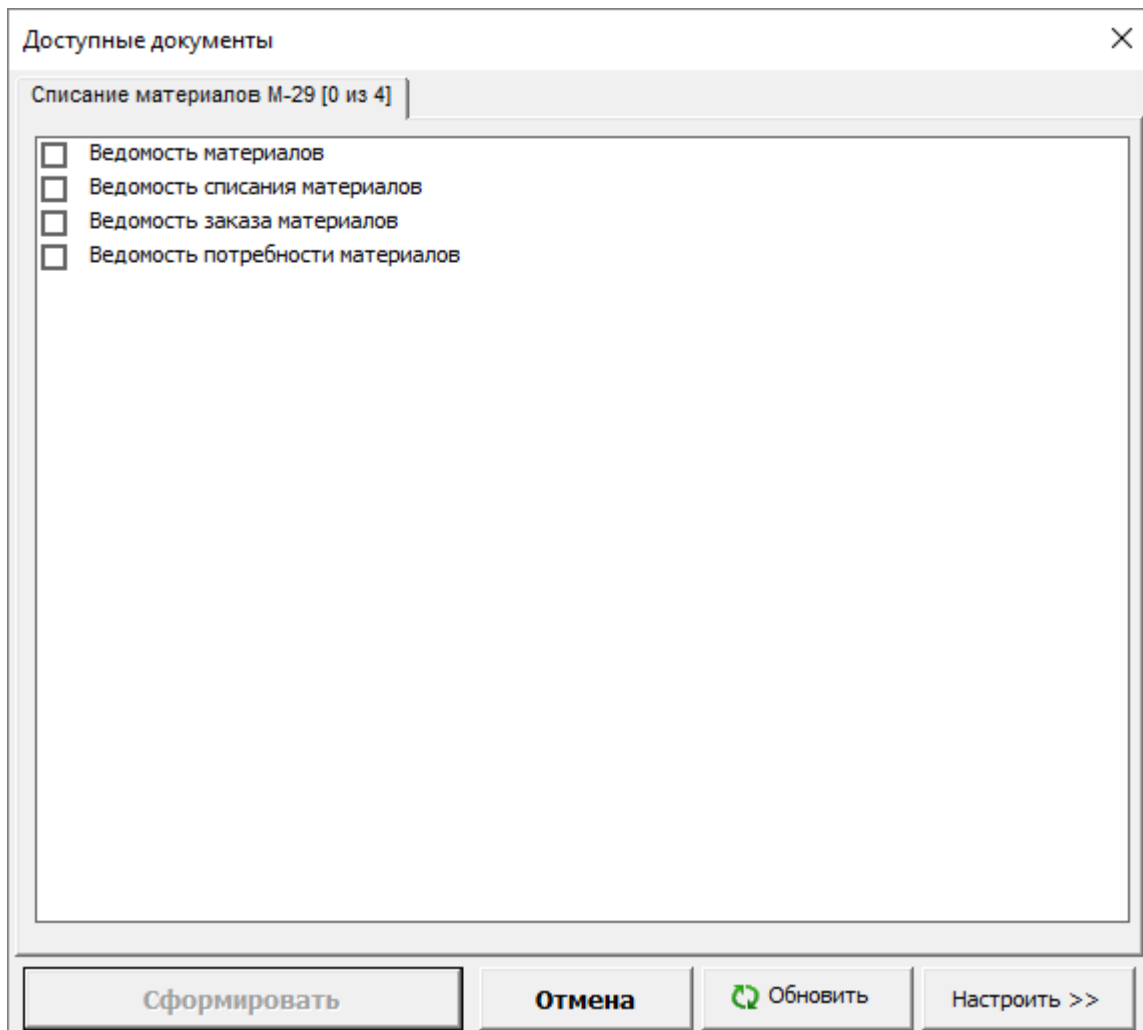 Доступные документы
Списание материалов М-29 [0 из 4]
Ведомость материалов
Ведомость списания материалов
Ведомость заказа материалов
Ведомость потребности материалов
Сформировать
Отмена
Обновить
Настроить >>